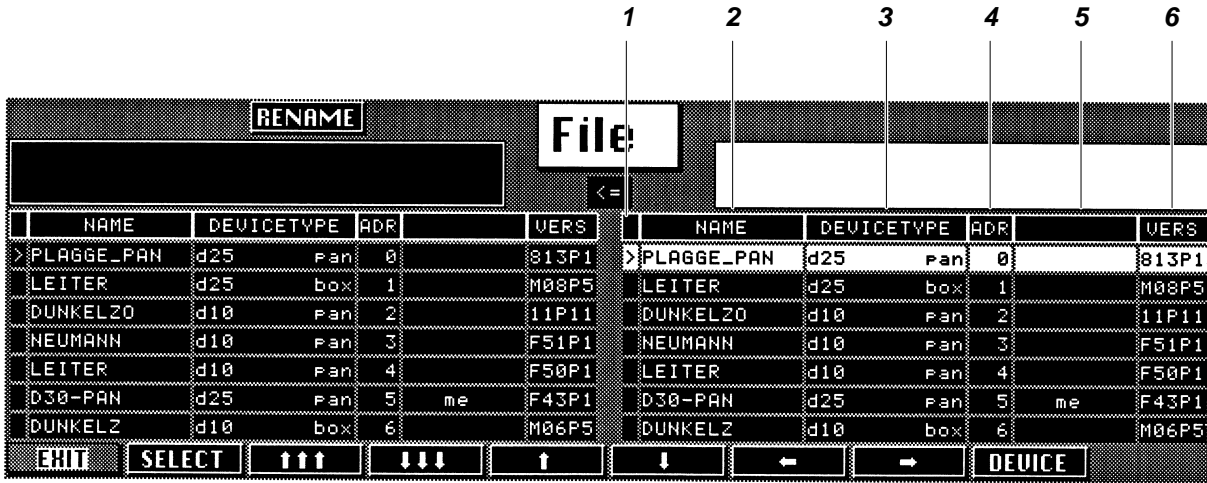 1 2 3 4 5 6
RENAME
File
<=
NAME DEVICETYPE ADR VERS NAME DEVICETYPE ADR VERS
>PLAGGE_PAN d25 pan 0 813P1 >PLAGGE_PAN d25 pan 0 813P1
LEITER d25 box 1 M08P5 LEITER d25 box 1 M08P5
DUNKELZO d10 pan 2 11P11 DUNKELZO d10 pan 2 11P11
NEUMANN d10 pan 3 F51P1 NEUMANN d10 pan 3 F51P1
LEITER d10 pan 4 F50P1 LEITER d10 pan 4 F50P1
D30-PAN d25 pan 5 me F43P1 D30-PAN d25 pan 5 me F43P1
DUNKELZ d10 box 6 M06P5 DUNKELZ d10 box 6 M06P5
EXIT SELECT ↑↑↑ ↓↓↓ ↑ ↓ ← → DEVICE